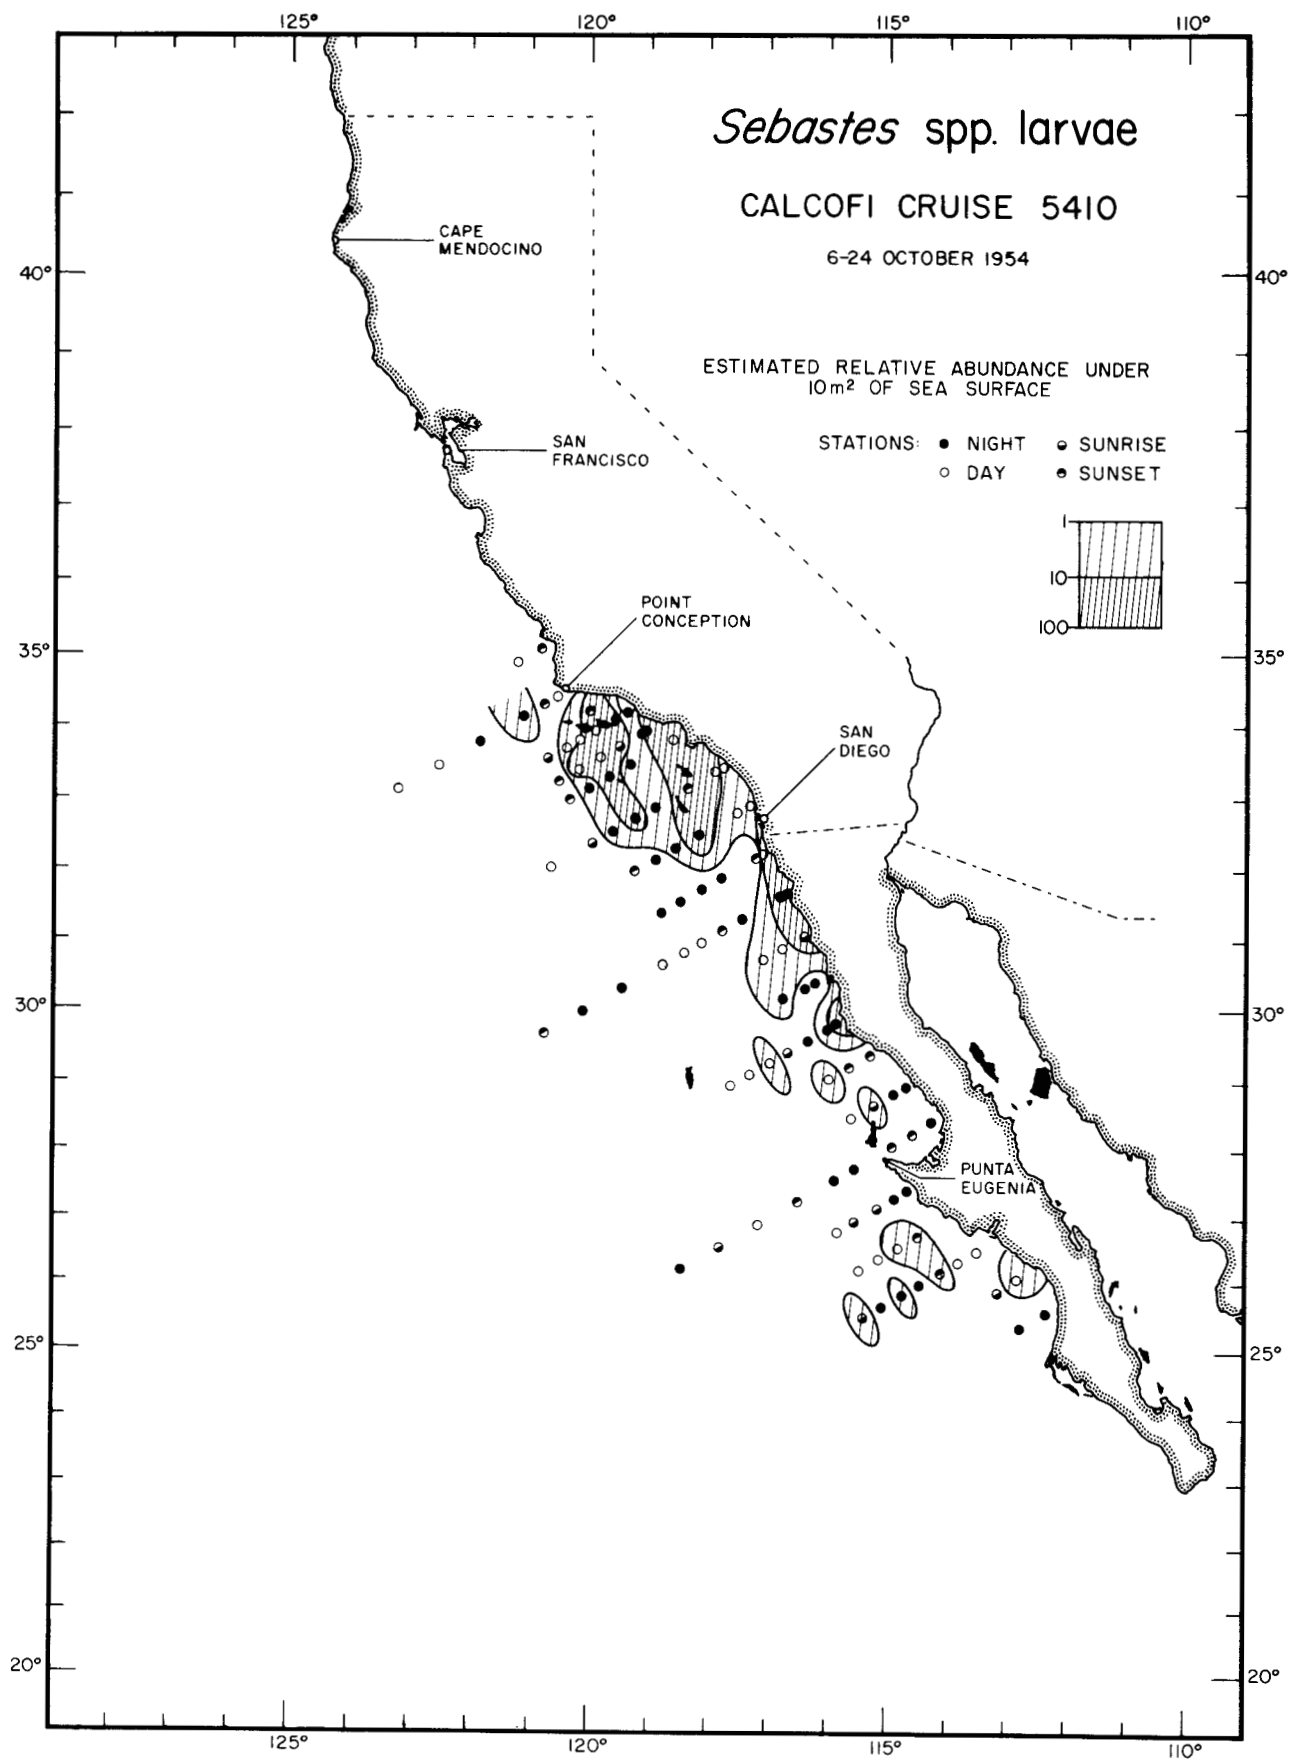 125° 120° 115° 110°
Sebastes spp. larvae
CALCOFI CRUISE 5410
6-24 OCTOBER 1954
CAPE
MENDOCINO
40° 40°
ESTIMATED RELATIVE ABUNDANCE UNDER
10m² OF SEA SURFACE
STATIONS: ● NIGHT ◒ SUNRISE
○ DAY ◓ SUNSET
SAN
FRANCISCO
1
10
100
POINT
CONCEPTION
35° 35°
SAN
DIEGO
30° 30°
PUNTA
EUGENIA
25° 25°
20° 20°
125° 120° 115° 110°